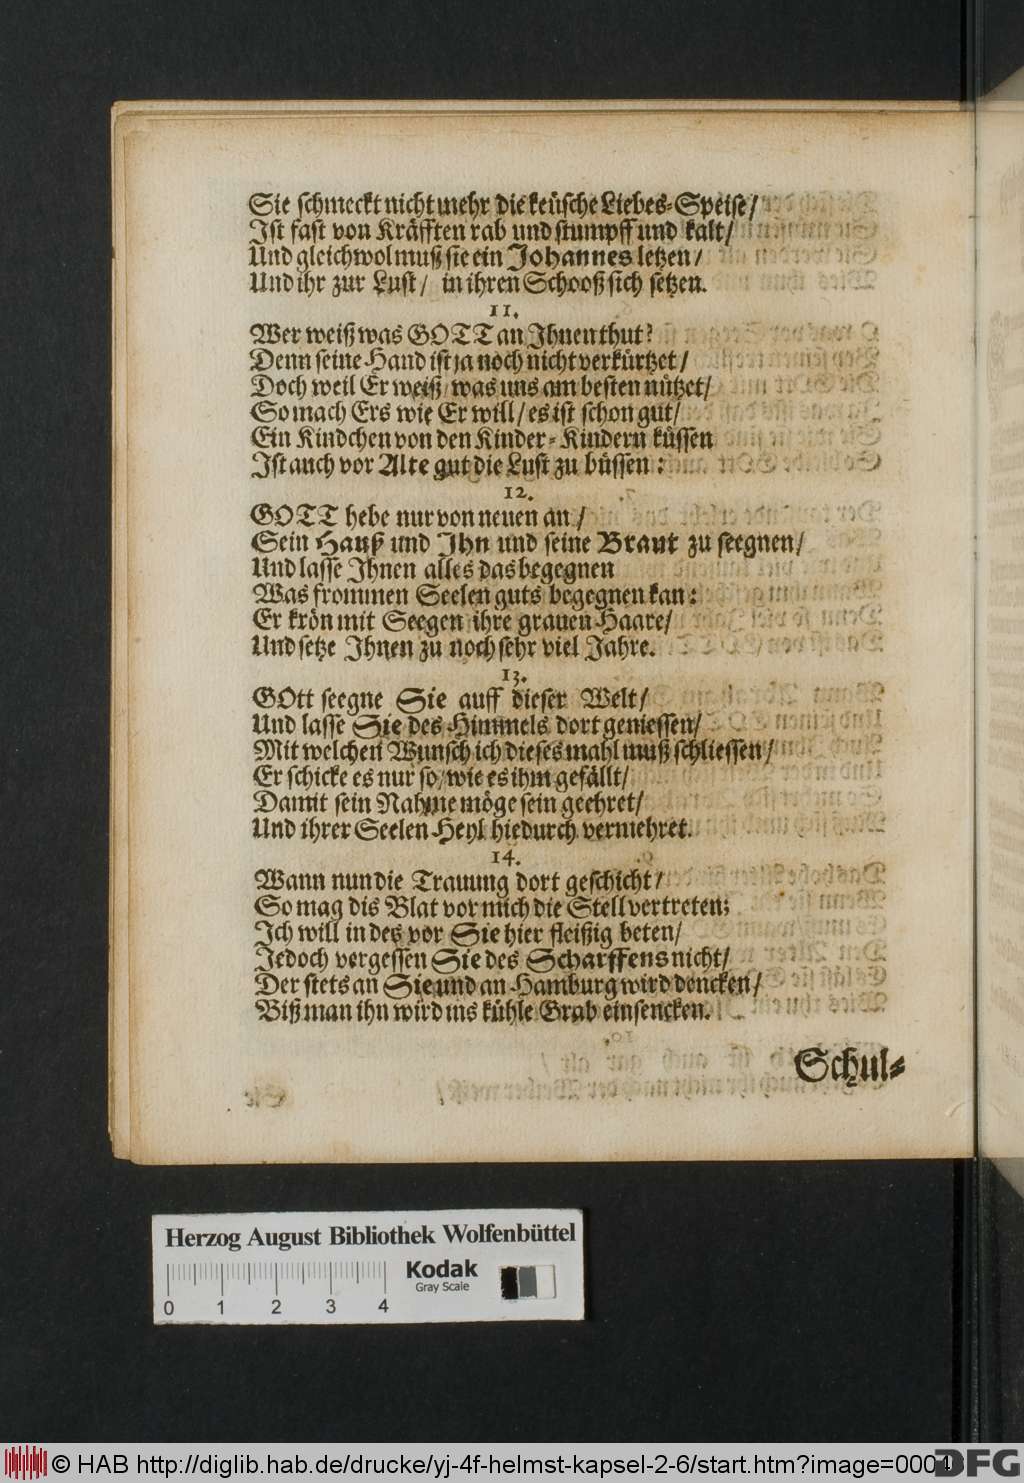 Sie schmeckt nicht mehr die keüsche Liebes-Speise/
Ist fast von Kräfften rab und stumpff und kalt/
Und gleichwol muß sie ein Johannes letzen/
Und ihr zur Lust/ in ihren Schooß sich setzen.
11.
Wer weiß was GOTT an Ihnen thut?
Denn seine Hand ist ja noch nicht verkürtzet/
Doch weil Er weiß/ was uns am besten nützet/
So mach Ers wie Er will/ es ist schon gut/
Ein Kindchen von den Kinder-Kindern küssen
Ist auch vor Alte gut die Lust zu büssen:
12.
GOTT hebe nur von neuen an/
Sein Hauß und Ihn und seine Braut zu seegnen/
Und lasse Ihnen alles das begegnen
Was frommen Seelen guts begegnen kan:
Er krön mit Seegen ihre grauen Haare/
Und setze Ihnen zu noch sehr viel Jahre.
13.
GOtt seegne Sie auff dieser Welt/
Und lasse Sie des Himmels dort geniessen/
Mit welchen Wunsch ich dieses mahl muß schliessen/
Er schicke es nur so/ wie es ihm gefällt/
Damit sein Nahme möge sein geehret/
Und ihrer Seelen Heyl hiedurch vermehret.
14.
Wann nun die Trauung dort geschicht/
So mag dis Blat vor mich die Stell vertreten;
Ich will in des vor Sie hier fleißig beten/
Jedoch vergessen Sie des Scharffens nicht/
Der stets an Sie und an Hamburg wird dencken/
Biß man ihn wird ins kühle Grab einsencken.
Schul-
Herzog August Bibliothek Wolfenbüttel
Kodak
Gray Scale
0 1 2 3 4
© HAB http://diglib.hab.de/drucke/yj-4f-helmst-kapsel-2-6/start.htm?image=00048
DFG